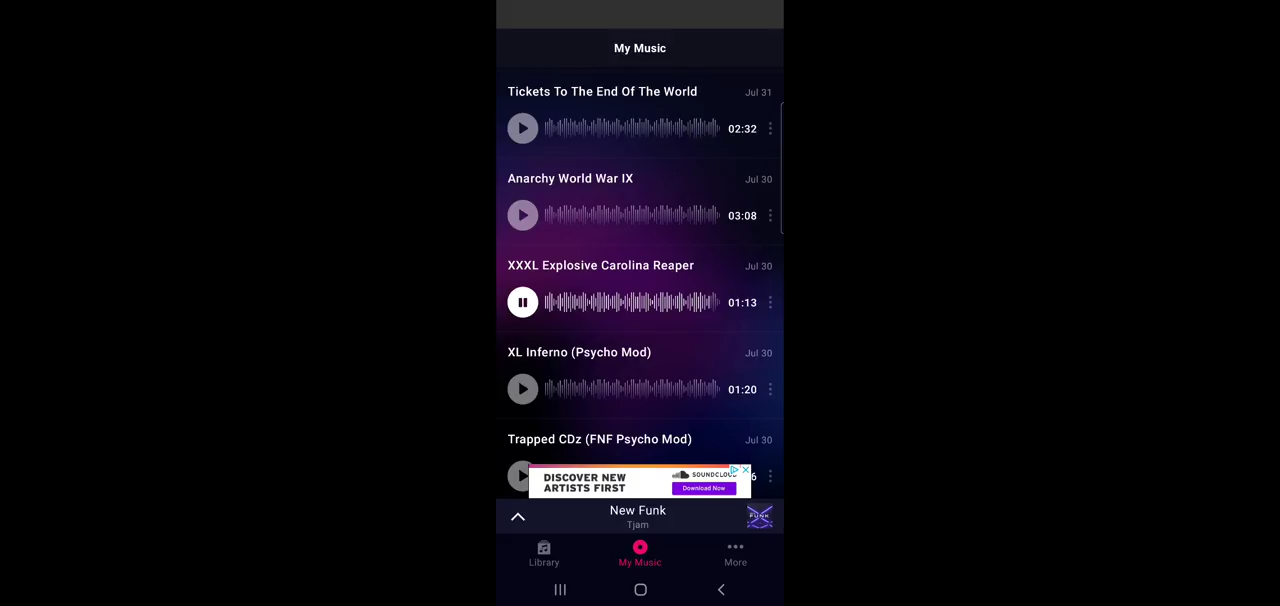 My Music
Tickets To The End Of The World
Jul 31
02:32
Anarchy World War IX
Jul 30
03:08
XXXL Explosive Carolina Reaper
Jul 30
01:13
XL Inferno (Psycho Mod)
Jul 30
01:20
Trapped CDz (FNF Psycho Mod)
Jul 30
6
DISCOVER NEW
ARTISTS FIRST
SOUNDCLOUD
Download Now
New Funk
Tjam
FUNK
Library
My Music
More